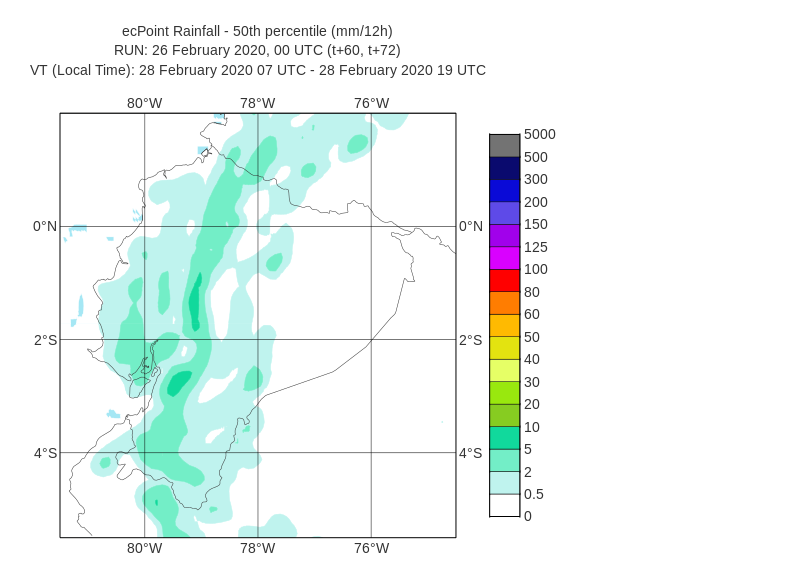 ecPoint Rainfall - 50th percentile (mm/12h)
RUN: 26 February 2020, 00 UTC (t+60, t+72)
VT (Local Time): 28 February 2020 07 UTC - 28 February 2020 19 UTC
80°W 78°W 76°W
5000
500
300
200
150
125
100
80
60
50
40
30
20
10
5
2
0.5
0
0°N 0°N
2°S 2°S
4°S 4°S
80°W 78°W 76°W